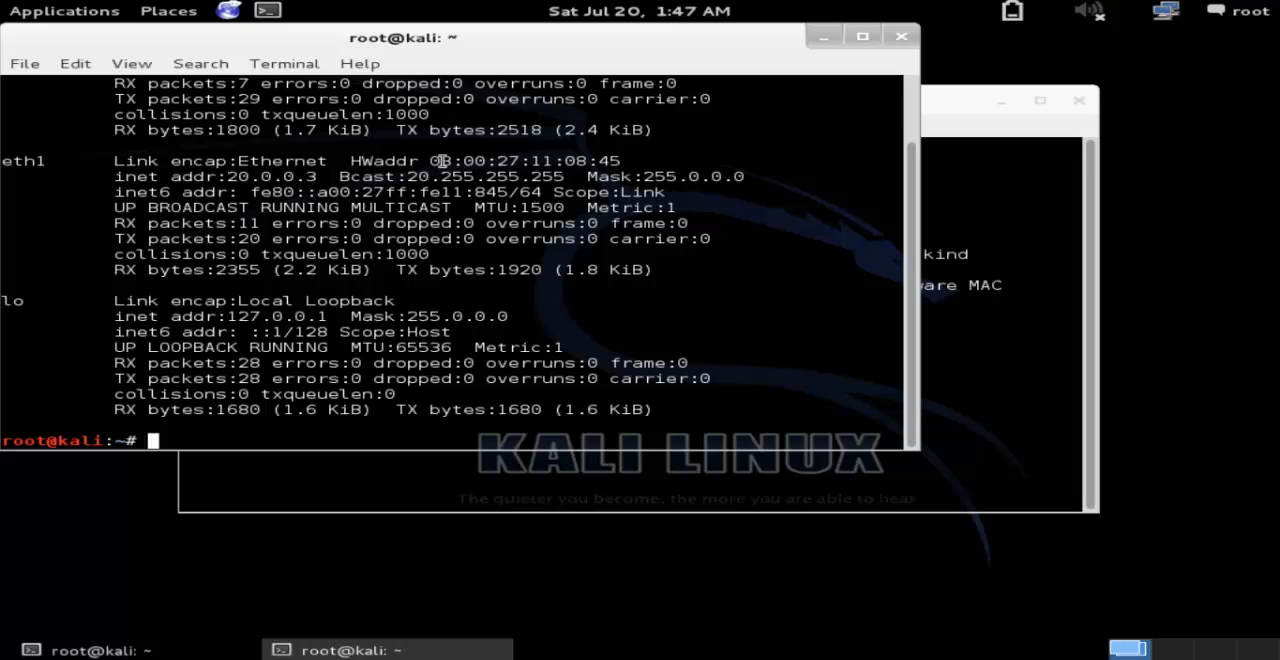 Applications Places Sat Jul 20, 1:47 AM root
root@kali: ~
File Edit View Search Terminal Help
RX packets:7 errors:0 dropped:0 overruns:0 frame:0
TX packets:29 errors:0 dropped:0 overruns:0 carrier:0
collisions:0 txqueuelen:1000
RX bytes:1800 (1.7 KiB) TX bytes:2518 (2.4 KiB)
eth1 Link encap:Ethernet HWaddr 08:00:27:11:08:45
inet addr:20.0.0.3 Bcast:20.255.255.255 Mask:255.0.0.0
inet6 addr: fe80::a00:27ff:fe11:845/64 Scope:Link
UP BROADCAST RUNNING MULTICAST MTU:1500 Metric:1
RX packets:11 errors:0 dropped:0 overruns:0 frame:0
TX packets:20 errors:0 dropped:0 overruns:0 carrier:0
collisions:0 txqueuelen:1000
RX bytes:2355 (2.2 KiB) TX bytes:1920 (1.8 KiB)
kind
ware MAC
lo Link encap:Local Loopback
inet addr:127.0.0.1 Mask:255.0.0.0
inet6 addr: ::1/128 Scope:Host
UP LOOPBACK RUNNING MTU:65536 Metric:1
RX packets:28 errors:0 dropped:0 overruns:0 frame:0
TX packets:28 errors:0 dropped:0 overruns:0 carrier:0
collisions:0 txqueuelen:0
RX bytes:1680 (1.6 KiB) TX bytes:1680 (1.6 KiB)
root@kali:~#
KALI LINUX
The quieter you become, the more you are able to hear
root@kali: ~ root@kali: ~